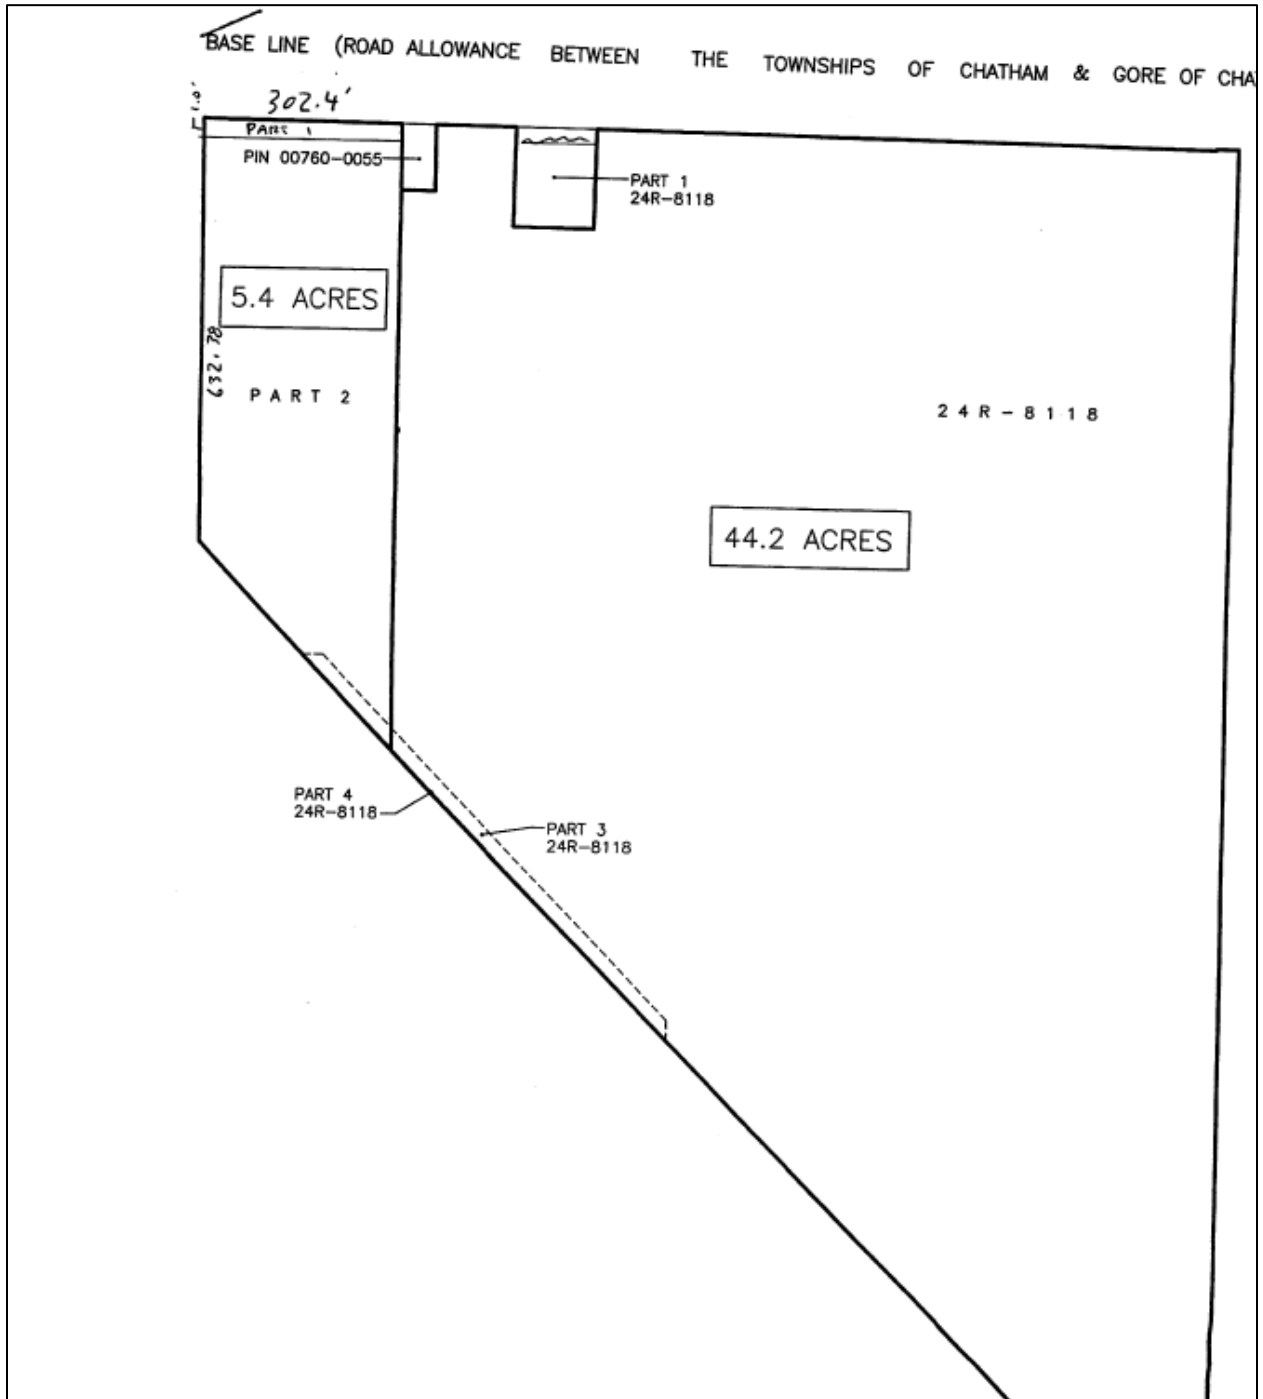 BASE LINE (ROAD ALLOWANCE BETWEEN THE TOWNSHIPS OF CHATHAM & GORE OF CHA
302.4'
PART 1
PIN 00760-0055
PART 1
24R-8118
5.4 ACRES
632.78
PART 2
24R-8118
44.2 ACRES
PART 4
24R-8118
PART 3
24R-8118